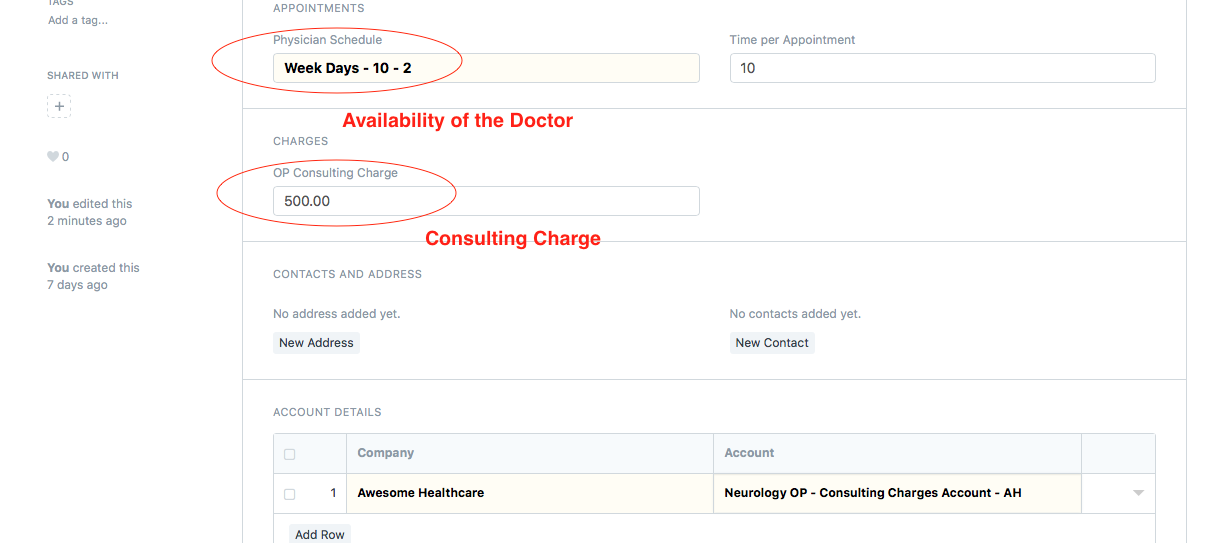 TAGS
Add a tag...
SHARED WITH
+
0
You edited this
2 minutes ago
You created this
7 days ago
APPOINTMENTS
Physician Schedule
Week Days - 10 - 2
Time per Appointment
10
Availability of the Doctor
CHARGES
OP Consulting Charge
500.00
Consulting Charge
CONTACTS AND ADDRESS
No address added yet.
New Address
No contacts added yet.
New Contact
ACCOUNT DETAILS
Company Account
1 Awesome Healthcare Neurology OP - Consulting Charges Account - AH
Add Row